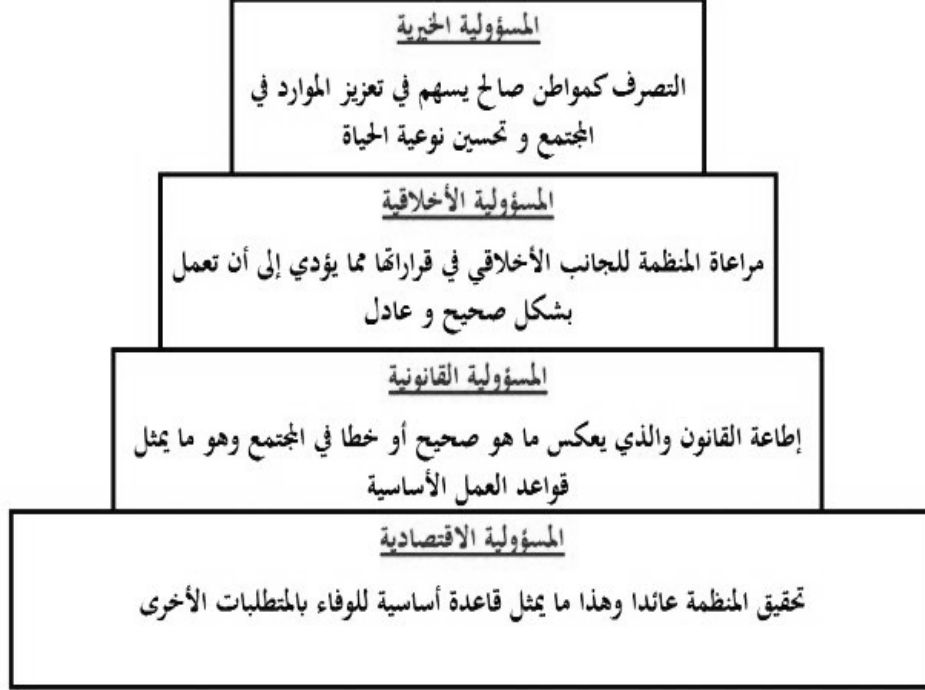 المسؤولية الخيرية
التصرف كمواطن صالح يسهم في تعزيز الموارد في
المجتمع و تحسين نوعية الحياة
المسؤولية الأخلاقية
مراعاة المنظمة للجانب الأخلاقي في قراراتها مما يؤدي إلى أن تعمل
بشكل صحيح و عادل
المسؤولية القانونية
إطاعة القانون والذي يعكس ما هو صحيح أو خطا في المجتمع وهو ما يمثل
قواعد العمل الأساسية
المسؤولية الاقتصادية
تحقيق المنظمة عائدا وهذا ما يمثل قاعدة أساسية للوفاء بالمتطلبات الأخرى